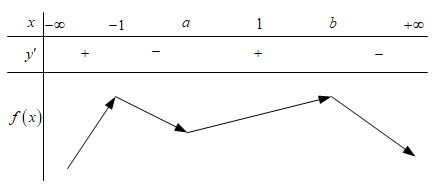 x −∞ −1 a 1 b +∞
y′ + − + −
f(x)